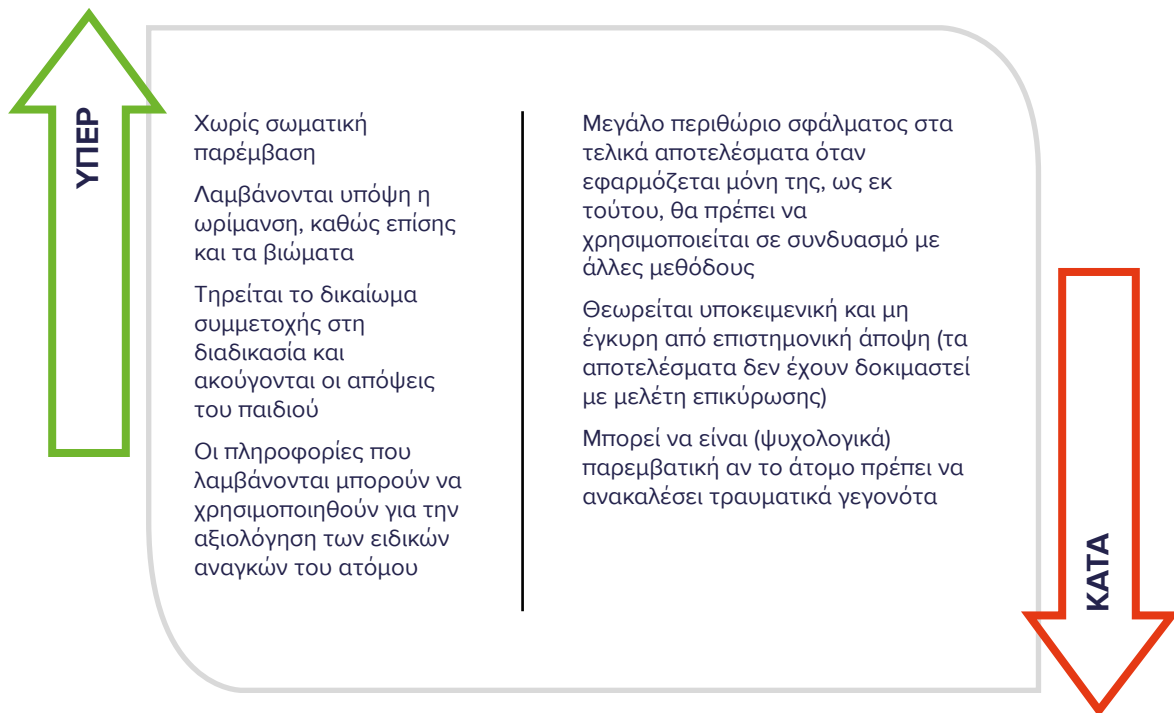 ΥΠΕΡ
Χωρίς σωματική
παρέμβαση
Λαμβάνονται υπόψη η
ωρίμανση, καθώς επίσης
και τα βιώματα
Τηρείται το δικαίωμα
συμμετοχής στη
διαδικασία και
ακούγονται οι απόψεις
του παιδιού
Οι πληροφορίες που
λαμβάνονται μπορούν να
χρησιμοποιηθούν για την
αξιολόγηση των ειδικών
αναγκών του ατόμου
Μεγάλο περιθώριο σφάλματος στα
τελικά αποτελέσματα όταν
εφαρμόζεται μόνη της, ως εκ
τούτου, θα πρέπει να
χρησιμοποιείται σε συνδυασμό με
άλλες μεθόδους
Θεωρείται υποκειμενική και μη
έγκυρη από επιστημονική άποψη (τα
αποτελέσματα δεν έχουν δοκιμαστεί
με μελέτη επικύρωσης)
Μπορεί να είναι (ψυχολογικά)
παρεμβατική αν το άτομο πρέπει να
ανακαλέσει τραυματικά γεγονότα
ΚΑΤΑ